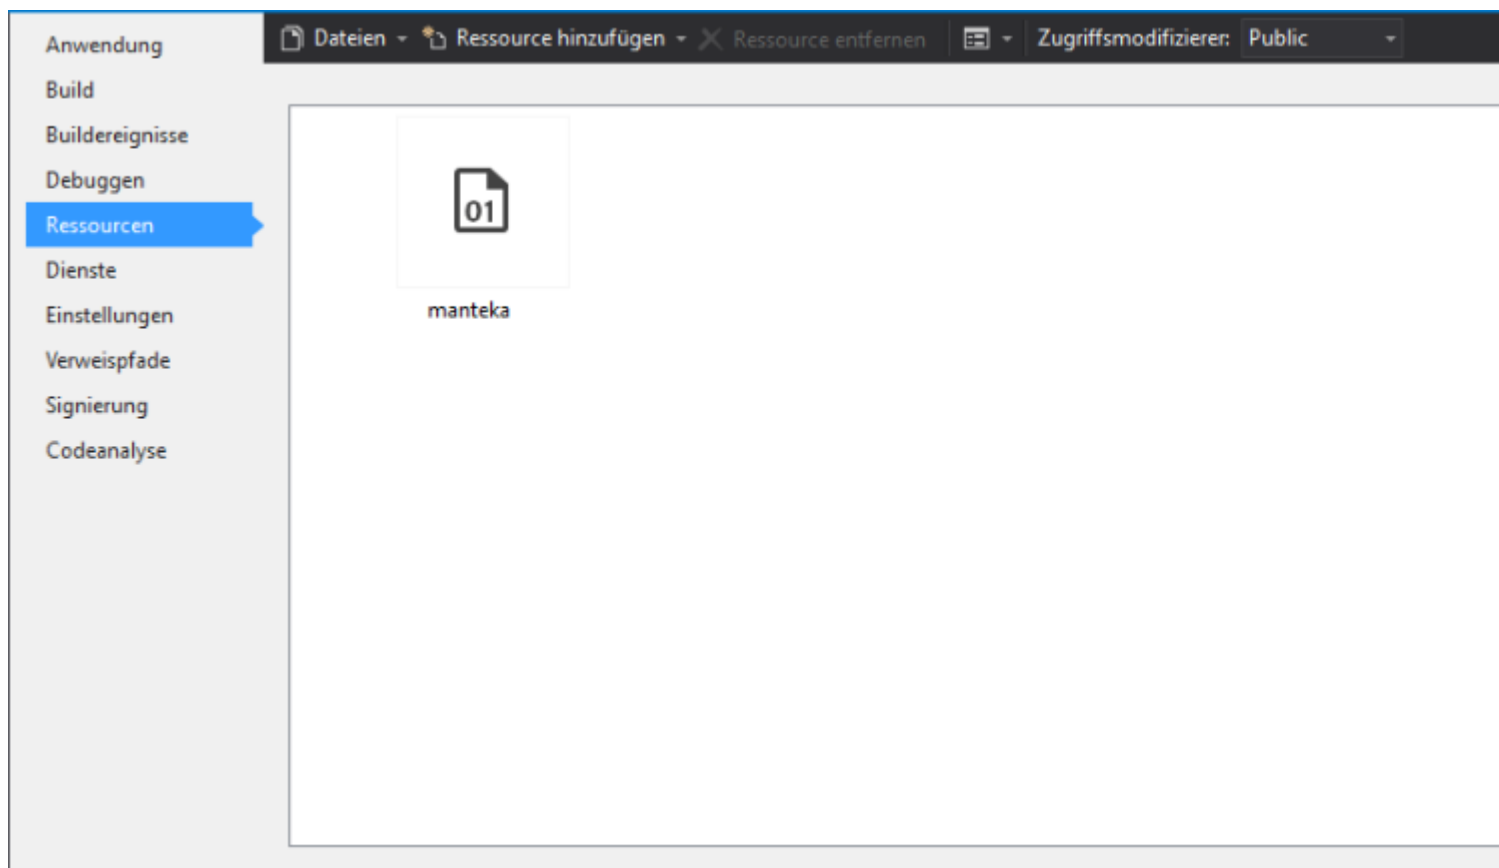 Anwendung
Build
Buildereignisse
Debuggen
Ressourcen
Dienste
Einstellungen
Verweispfade
Signierung
Codeanalyse
Dateien Ressource hinzufügen Ressource entfernen Zugriffsmodifizierer: Public
01
manteka